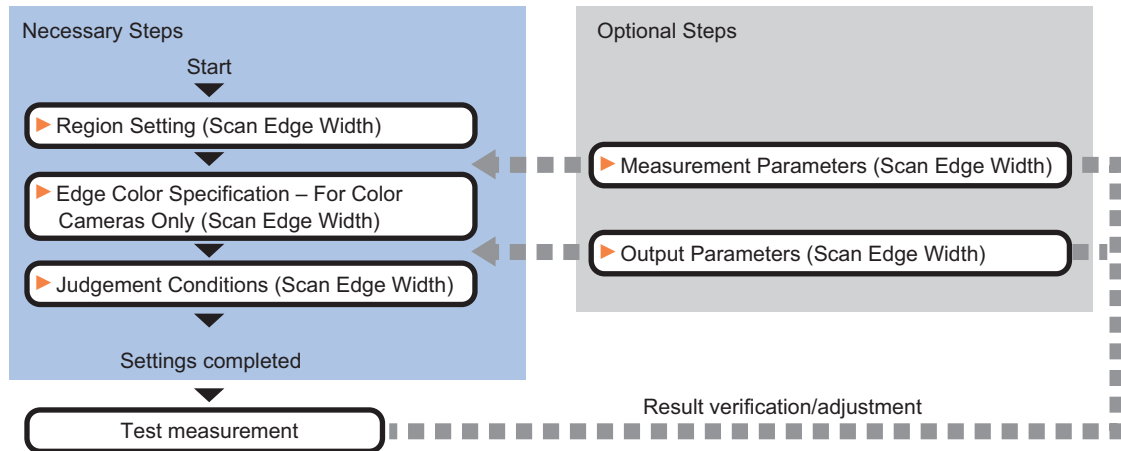 Necessary Steps
Start
Region Setting (Scan Edge Width)
Edge Color Specification – For Color
Cameras Only (Scan Edge Width)
Judgement Conditions (Scan Edge Width)
Settings completed
Test measurement
Optional Steps
Measurement Parameters (Scan Edge Width)
Output Parameters (Scan Edge Width)
Result verification/adjustment